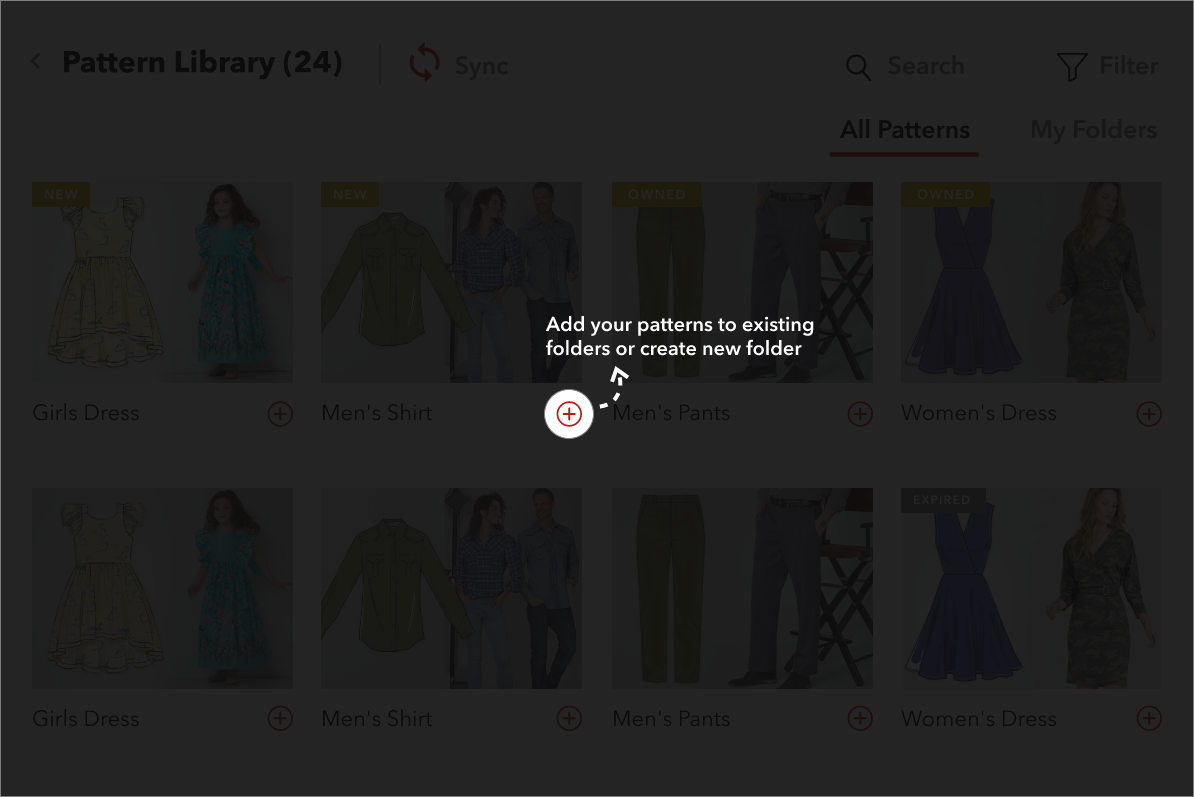 Pattern Library (24)
Sync
Search
Filter
All Patterns
My Folders
NEW
NEW
OWNED
OWNED
Add your patterns to existing
folders or create new folder
Girls Dress
Men's Shirt
Men's Pants
Women's Dress
EXPIRED
Girls Dress
Men's Shirt
Men's Pants
Women's Dress